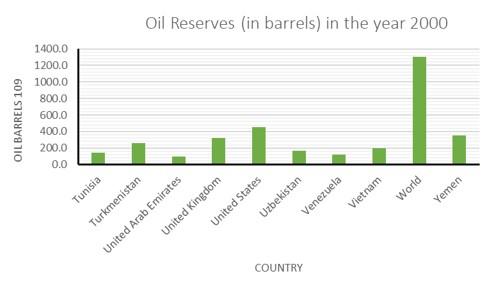 Oil Reserves (in barrels) in the year 2000
OIL BARRELS 109
1400.0
1200.0
1000.0
800.0
600.0
400.0
200.0
0.0
Tunisia
Turkmenistan
United Arab Emirates
United Kingdom
United States
Uzbekistan
Venezuela
Vietnam
World
Yemen
COUNTRY